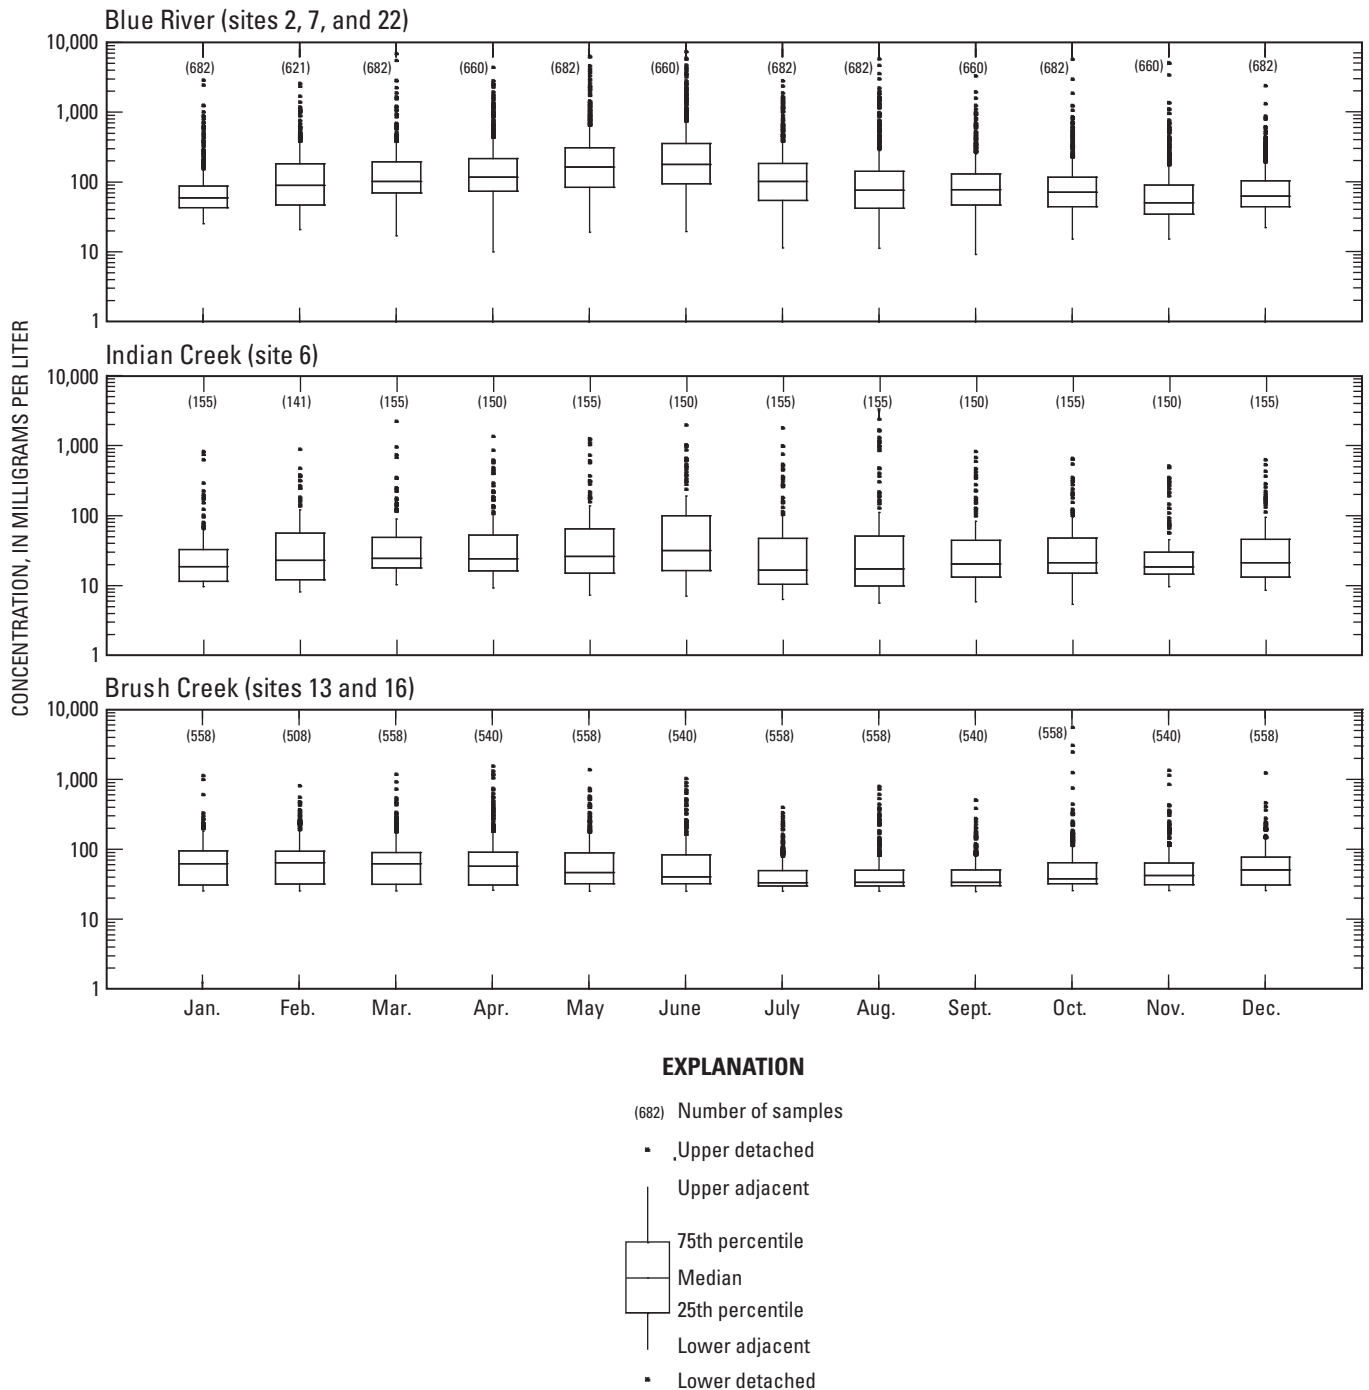 Blue River (sites 2, 7, and 22)
10,000
1,000
100
10
1
(682) (621) (682) (660) (682) (660) (682) (682) (660) (682) (660) (682)
Indian Creek (site 6)
10,000
1,000
100
10
1
(155) (141) (155) (150) (155) (150) (155) (155) (150) (155) (150) (155)
CONCENTRATION, IN MILLIGRAMS PER LITER
Brush Creek (sites 13 and 16)
10,000
1,000
100
10
1
(558) (508) (558) (540) (558) (540) (558) (558) (540) (558) (540) (558)
Jan. Feb. Mar. Apr. May June July Aug. Sept. Oct. Nov. Dec.
EXPLANATION
(682) Number of samples
Upper detached
Upper adjacent
75th percentile
Median
25th percentile
Lower adjacent
Lower detached